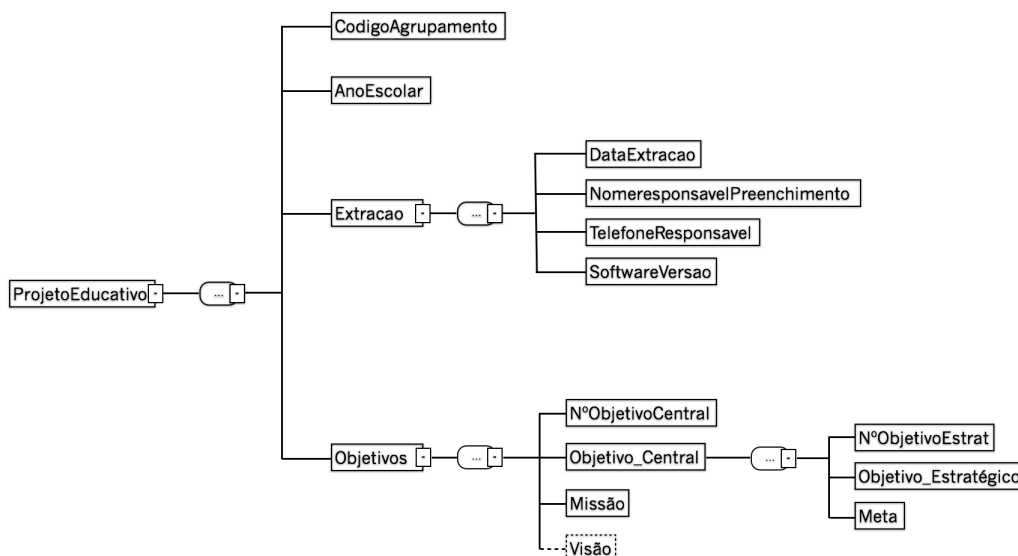 CodigoAgrupamento
AnoEscolar
DataExtracao
NomeresponsavelPreenchimento
Extracao
TelefoneResponsavel
SoftwareVersao
ProjetoEducativo
NºObjetivoCentral
NºObjetivoEstrat
Objetivos
Objetivo_Central
Objetivo_Estratégico
Missão
Meta
Visão